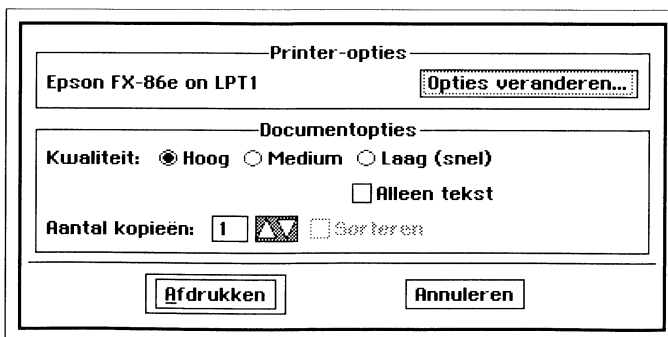 Printer-opties
Epson FX-86e on LPT1 Opties veranderen...
Documentopties
Kwaliteit: Hoog Medium Laag (snel)
Alleen tekst
Aantal kopieën: 1 Sorteren
Afdrukken Annuleren